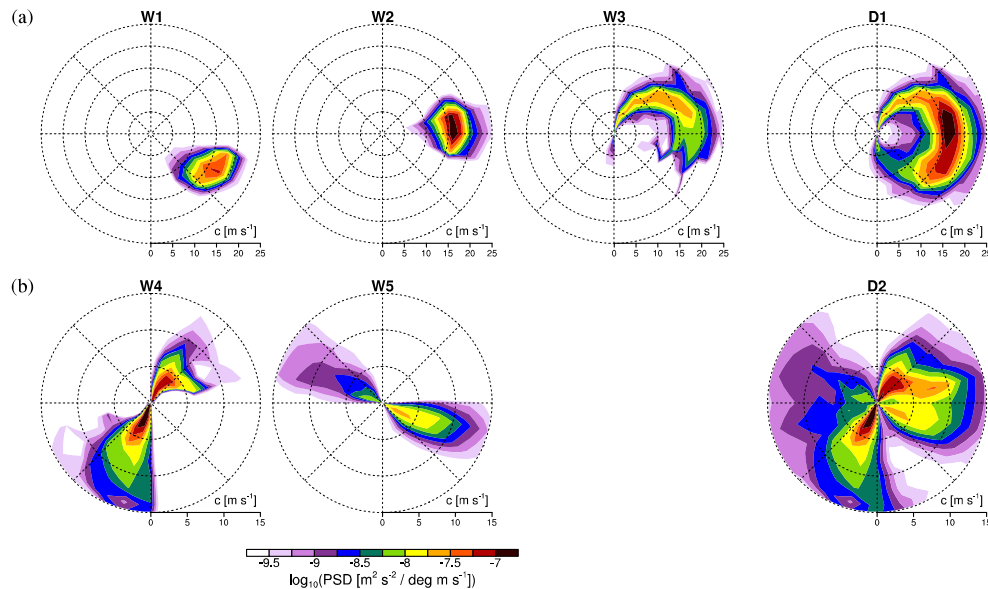 (a) W1 W2 W3 D1
c [m s⁻¹] c [m s⁻¹] c [m s⁻¹] c [m s⁻¹]
0 5 10 15 20 25 0 5 10 15 20 25 0 5 10 15 20 25 0 5 10 15 20 25
(b) W4 W5 D2
c [m s⁻¹] c [m s⁻¹] c [m s⁻¹]
0 5 10 15 0 5 10 15 0 5 10 15
-9.5 -9 -8.5 -8 -7.5 -7
log₁₀(PSD [m² s⁻² / deg m s⁻¹])